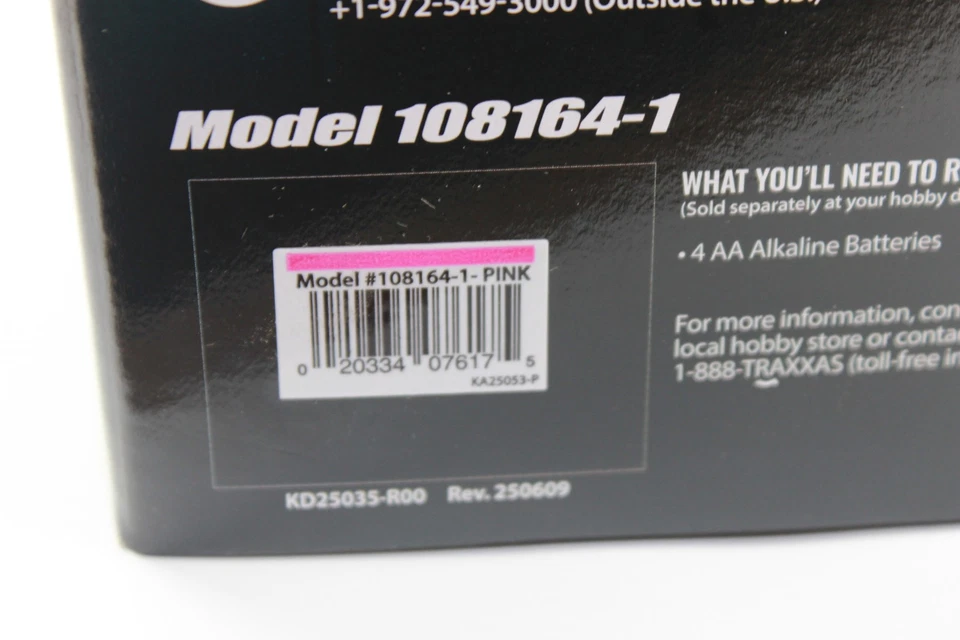 +1-972-549-3000 (Outside the U.S.)
Model 108164-1
WHAT YOU'LL NEED TO R
(Sold separately at your hobby d
• 4 AA Alkaline Batteries
Model #108164-1- PINK
0 20334 07617 5
KA25053-P
For more information, con
local hobby store or contac
1-888-TRAXXAS (toll-free in
KD25035-R00 Rev. 250609